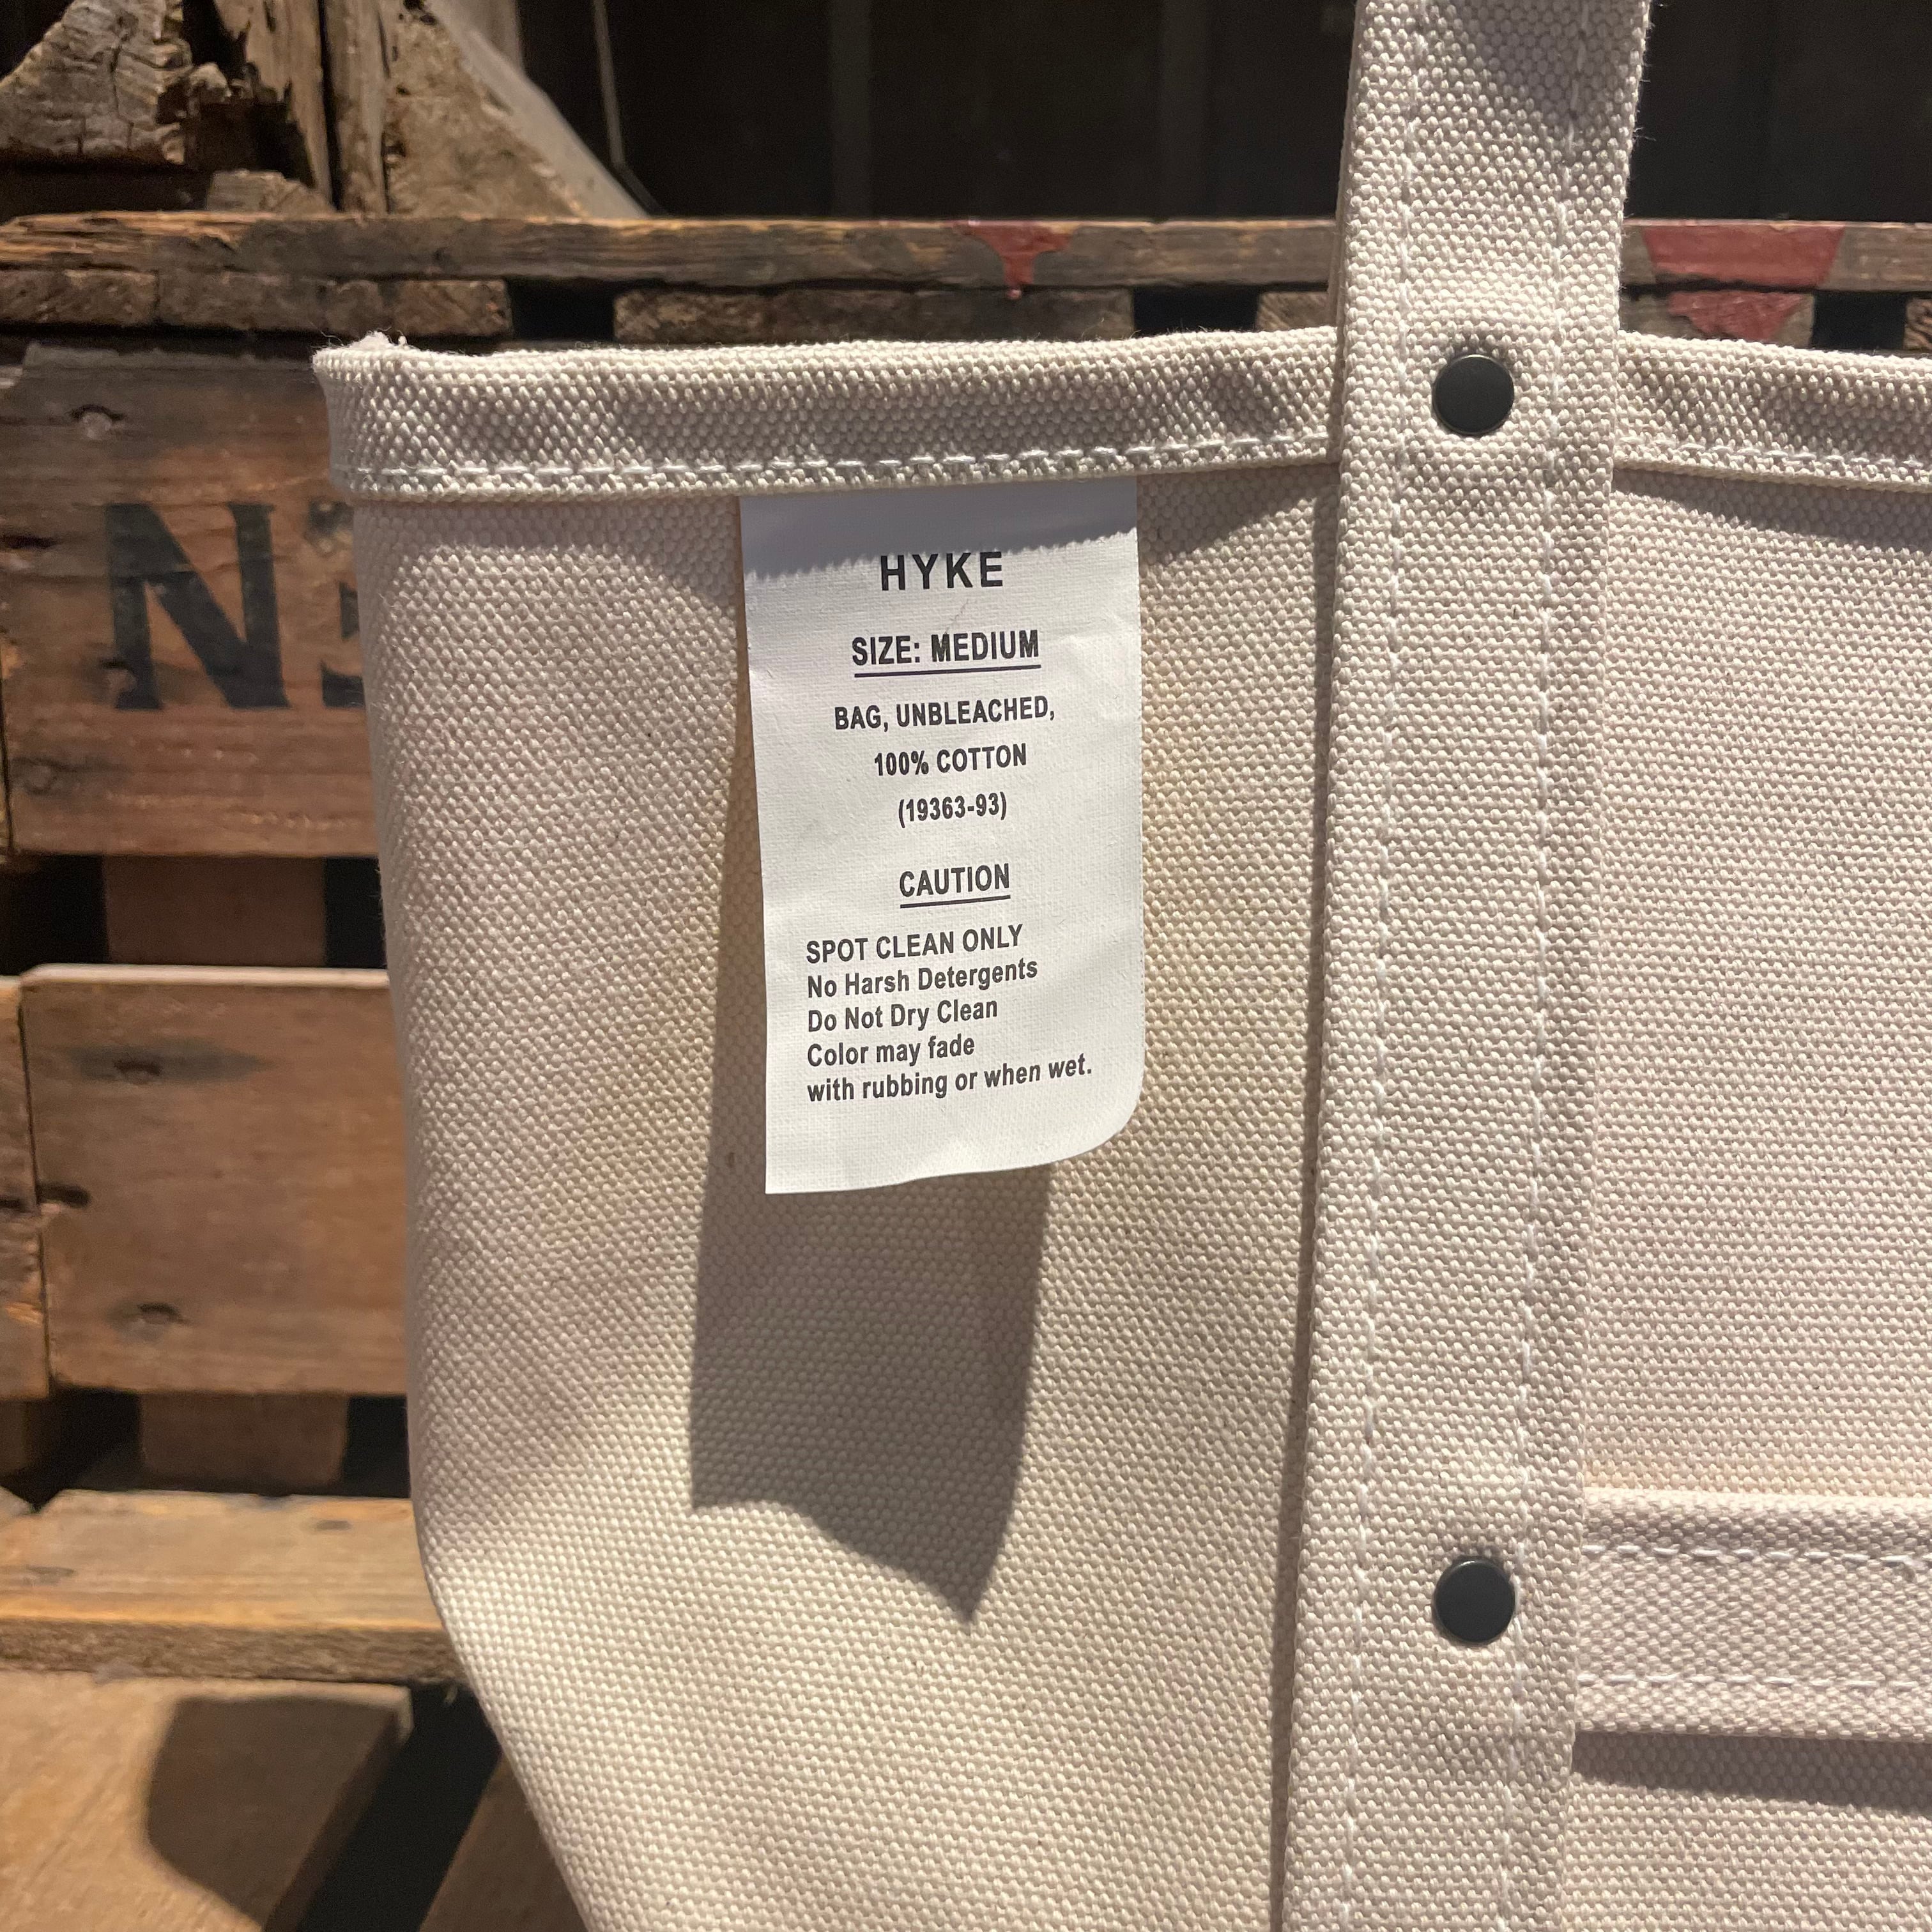 HYKE
SIZE: MEDIUM
BAG, UNBLEACHED,
100% COTTON
(19363-93)
CAUTION
SPOT CLEAN ONLY
No Harsh Detergents
Do Not Dry Clean
Color may fade
with rubbing or when wet.
N